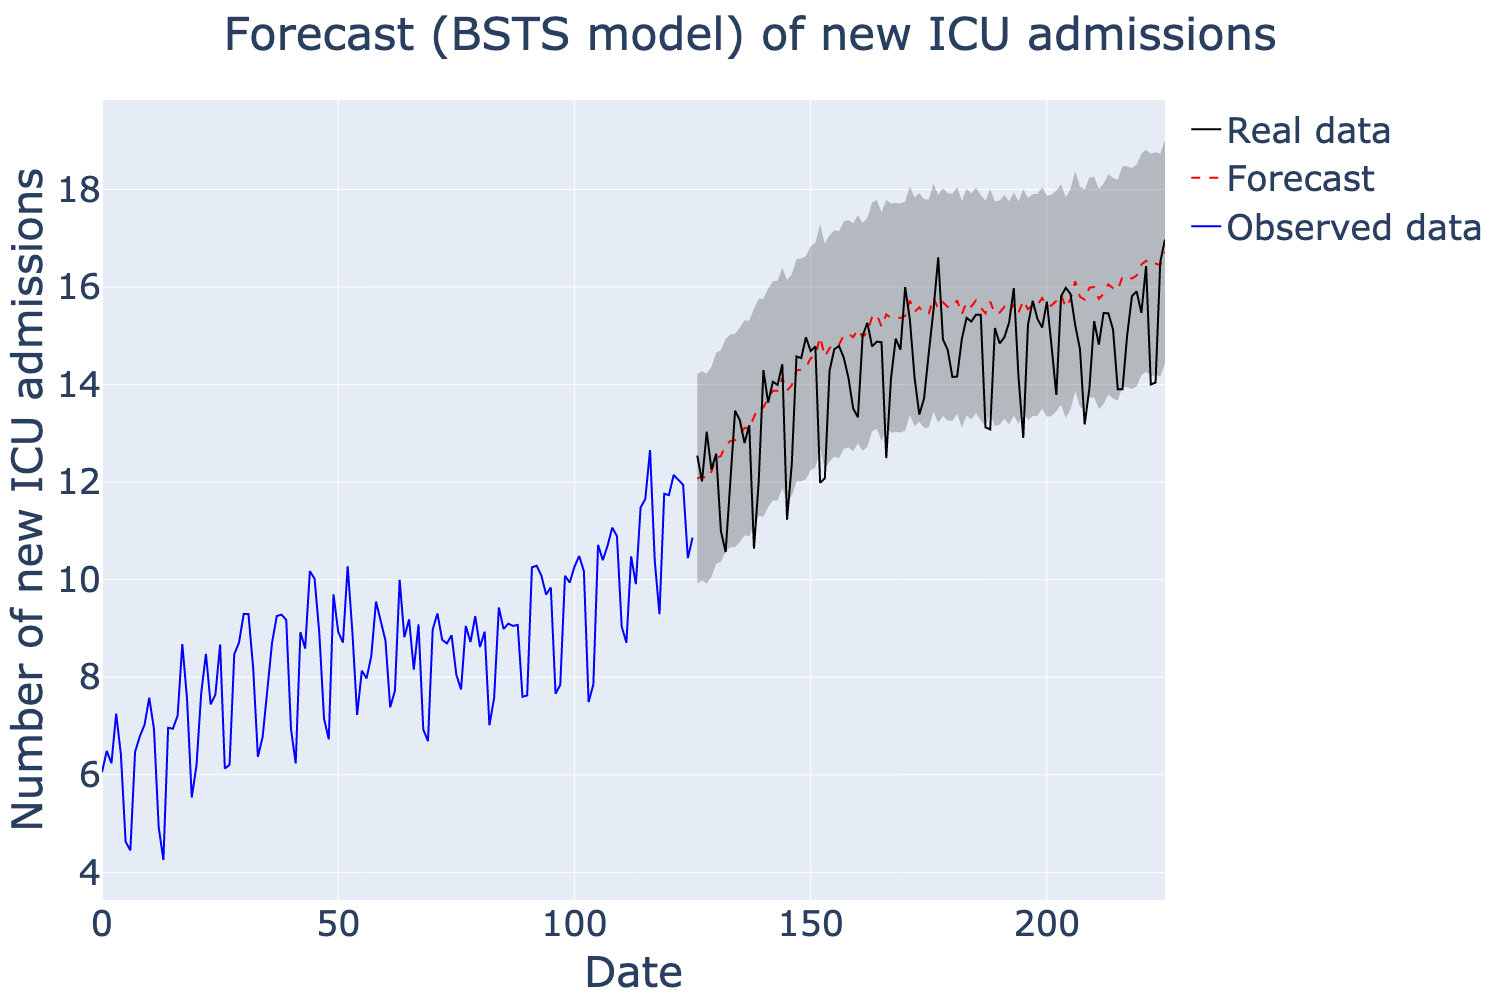 Forecast (BSTS model) of new ICU admissions
Real data
Forecast
Observed data
Number of new ICU admissions
18
16
14
12
10
8
6
4
0 50 100 150 200
Date